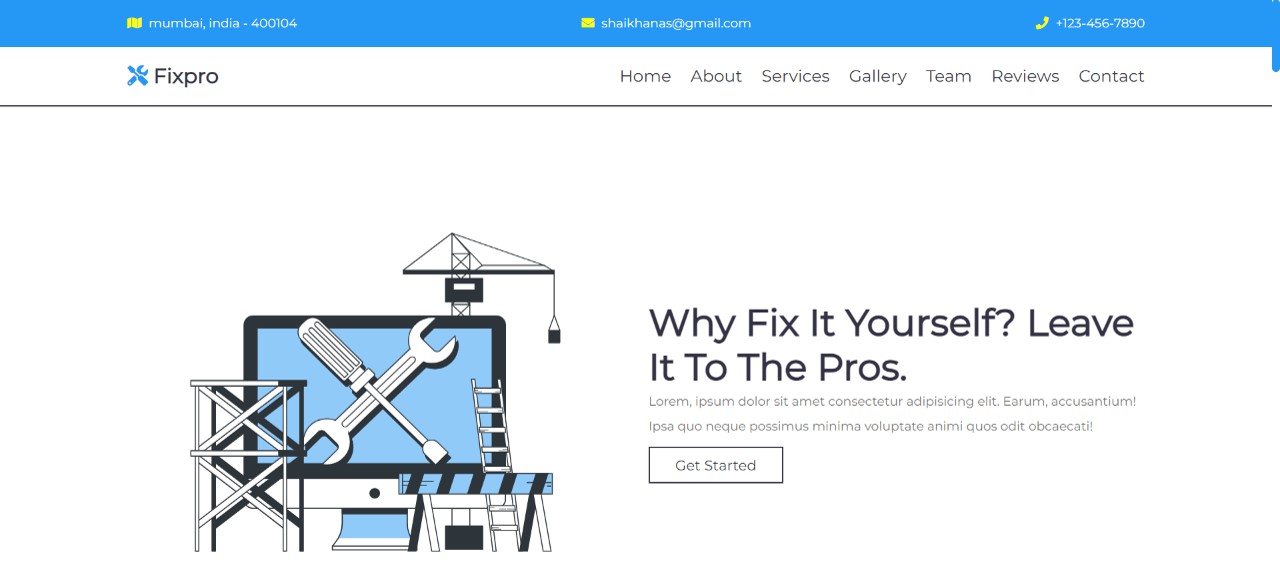 mumbai, india - 400104
shaikhanas@gmail.com
+123-456-7890
Fixpro
Home About Services Gallery Team Reviews Contact
Why Fix It Yourself? Leave
It To The Pros.
Lorem, ipsum dolor sit amet consectetur adipisicing elit. Earum, accusantium!
Ipsa quo neque possimus minima voluptate animi quos odit obcaecati!
Get Started